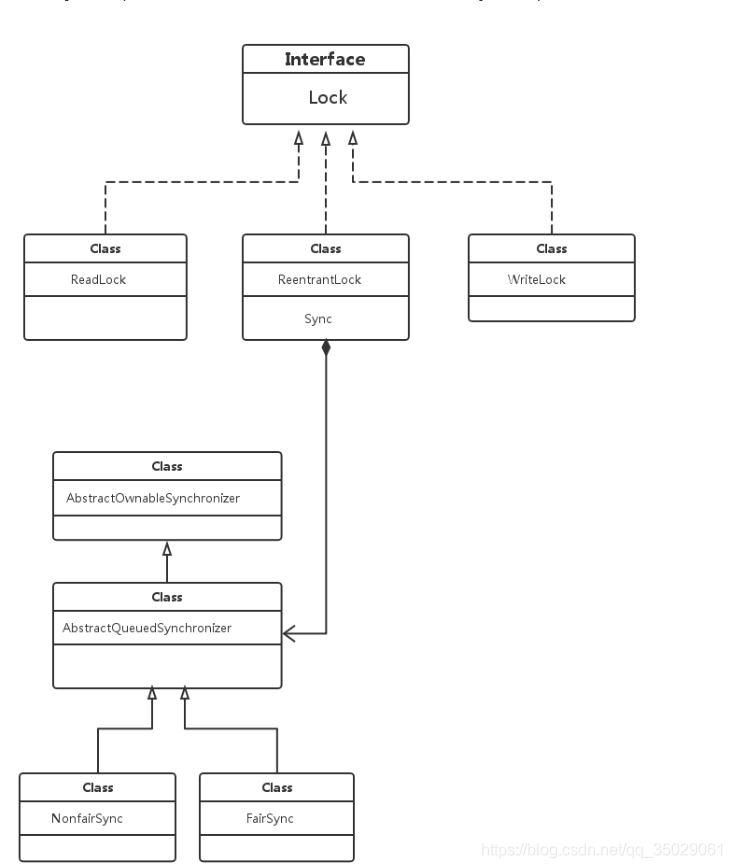 Interface
Lock
Class
ReadLock
Class
ReentrantLock
Sync
Class
WriteLock
Class
AbstractOwnableSynchronizer
Class
AbstractQueuedSynchronizer
Class
NonfairSync
Class
FairSync
https://blog.csdn.net/qq_35029061